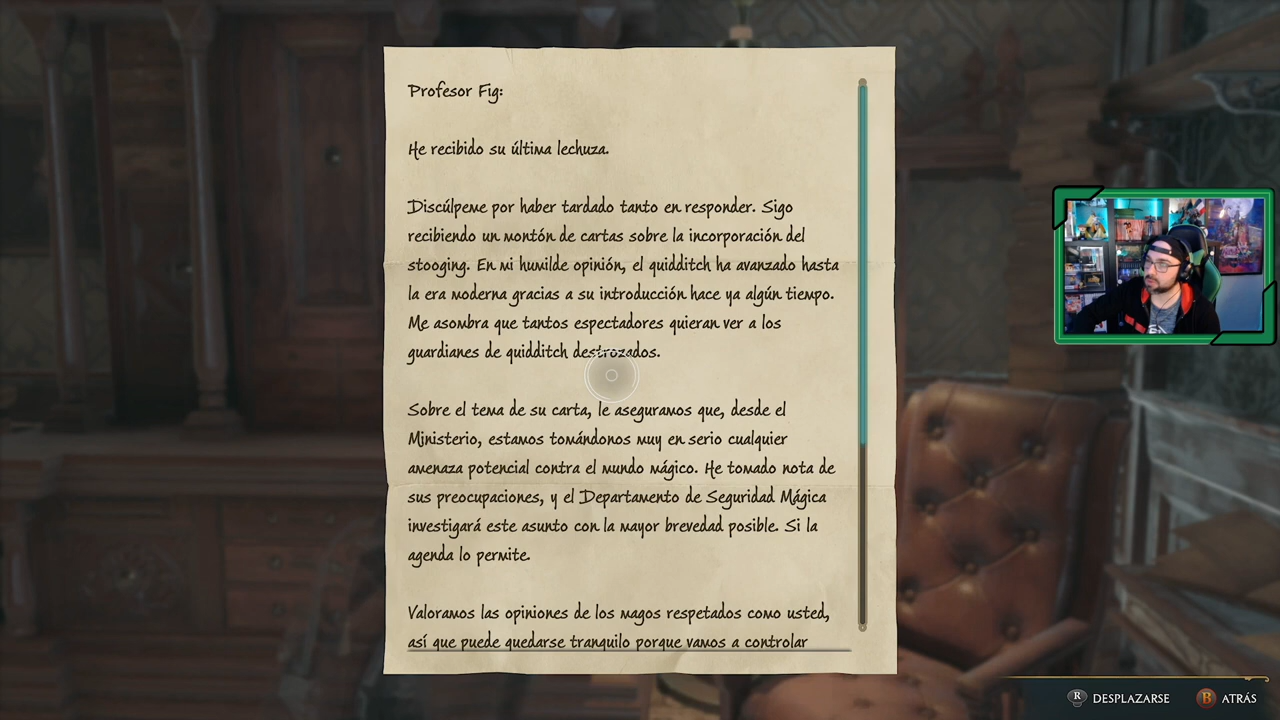 Profesor Fig:
He recibido su última lechuza.
Discúlpeme por haber tardado tanto en responder. Sigo
recibiendo un montón de cartas sobre la incorporación del
stooging. En mi humilde opinión, el quidditch ha avanzado hasta
la era moderna gracias a su introducción hace ya algún tiempo.
Me asombra que tantos espectadores quieran ver a los
guardianes de quidditch destrozados.
Sobre el tema de su carta, le aseguramos que, desde el
Ministerio, estamos tomándonos muy en serio cualquier
amenaza potencial contra el mundo mágico. He tomado nota de
sus preocupaciones, y el Departamento de Seguridad Mágica
investigará este asunto con la mayor brevedad posible. Si la
agenda lo permite.
Valoramos las opiniones de los magos respetados como usted,
así que puede quedarse tranquilo porque vamos a controlar
R DESPLAZARSE B ATRÁS